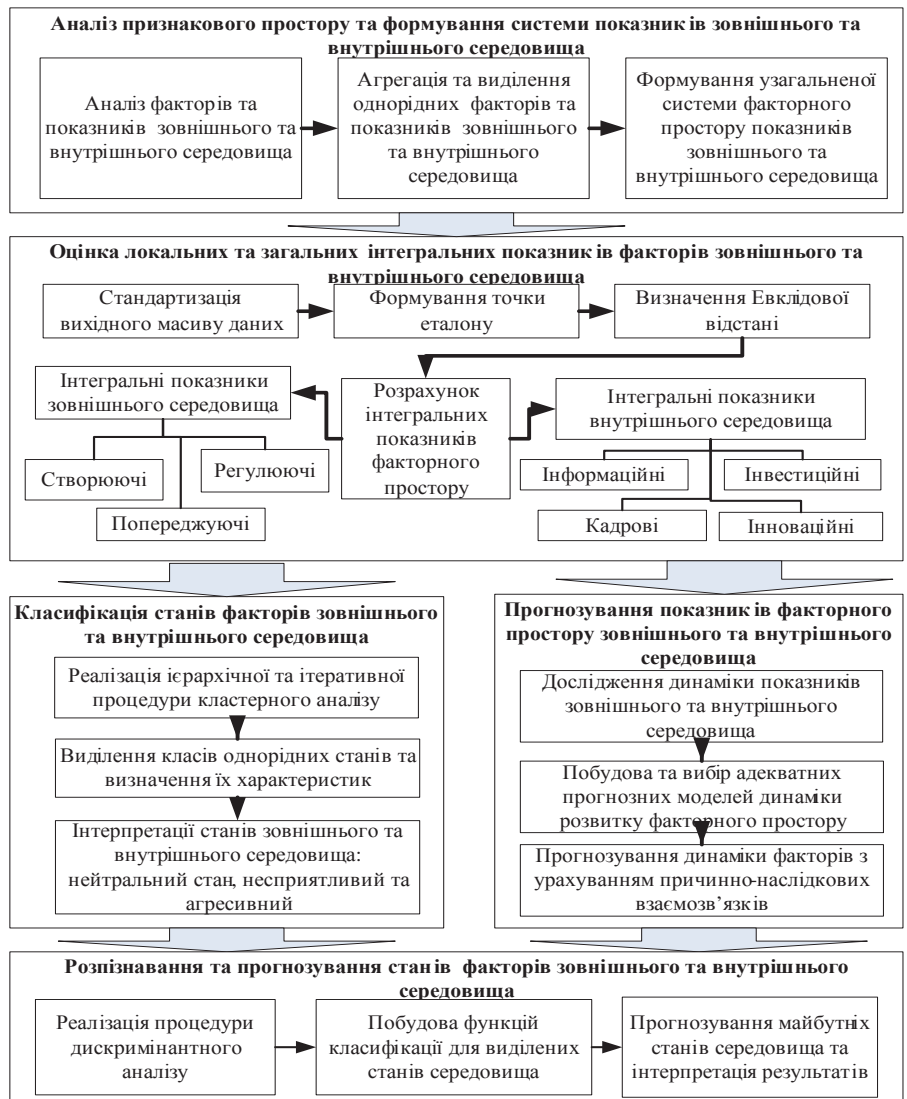 Аналіз признакового простору та формування системи показників зовнішнього та
внутрішнього середовища
Аналіз факторів та
показників зовнішнього та
внутрішнього середовища
Агрегація та виділення
однорідних факторів та
показників зовнішнього
та внутрішнього
середовища
Формування узагальненої
системи факторного
простору показників
зовнішнього та
внутрішнього середовища
Оцінка локальних та загальних інтегральних показників факторів зовнішнього та
внутрішнього середовища
Стандартизація
вихідного масиву даних
Формування точки
еталону
Визначення Евклідової
відстані
Інтегральні показники
зовнішнього середовища
Розрахунок
інтегральних
показників
факторного
простору
Інтегральні показники
внутрішнього середовища
Створюючі
Регулюючі
Попереджуючі
Інформаційні
Інвестиційні
Кадрові
Інноваційні
Класифікація станів факторів зовнішнього
та внутрішнього середовища
Реалізація ієрархічної та ітеративної
процедури кластерного аналізу
Виділення класів однорідних станів та
визначення їх характеристик
Інтерпретації станів зовнішнього та
внутрішнього середовища:
нейтральний стан, несприятливий та
агресивний
Прогнозування показників факторного
простору зовнішнього та внутрішнього
середовища
Дослідження динаміки показників
зовнішнього та внутрішнього
середовища
Побудова та вибір адекватних
прогнозних моделей динаміки
розвитку факторного простору
Прогнозування динаміки факторів з
урахуванням причинно-наслідкових
взаємозв’язків
Розпізнавання та прогнозування станів факторів зовнішнього та внутрішнього
середовища
Реалізація процедури
дискримінантного
аналізу
Побудова функцій
класифікації для виділених
станів середовища
Прогнозування майбутніх
станів середовища та
інтерпретація результатів